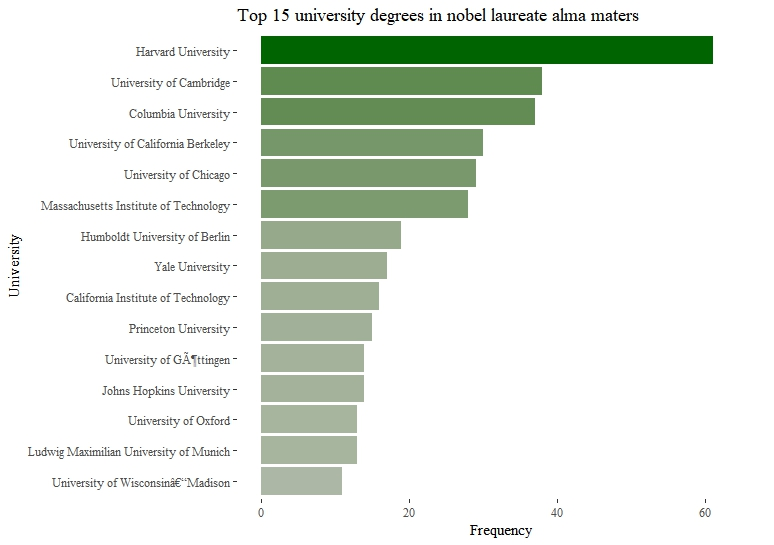 Top 15 university degrees in nobel laureate alma maters
Harvard University
University of Cambridge
Columbia University
University of California Berkeley
University of Chicago
Massachusetts Institute of Technology
Humboldt University of Berlin
Yale University
California Institute of Technology
Princeton University
University of GÃ¶ttingen
Johns Hopkins University
University of Oxford
Ludwig Maximilian University of Munich
University of Wisconsinâ€“Madison
University
0 20 40 60
Frequency